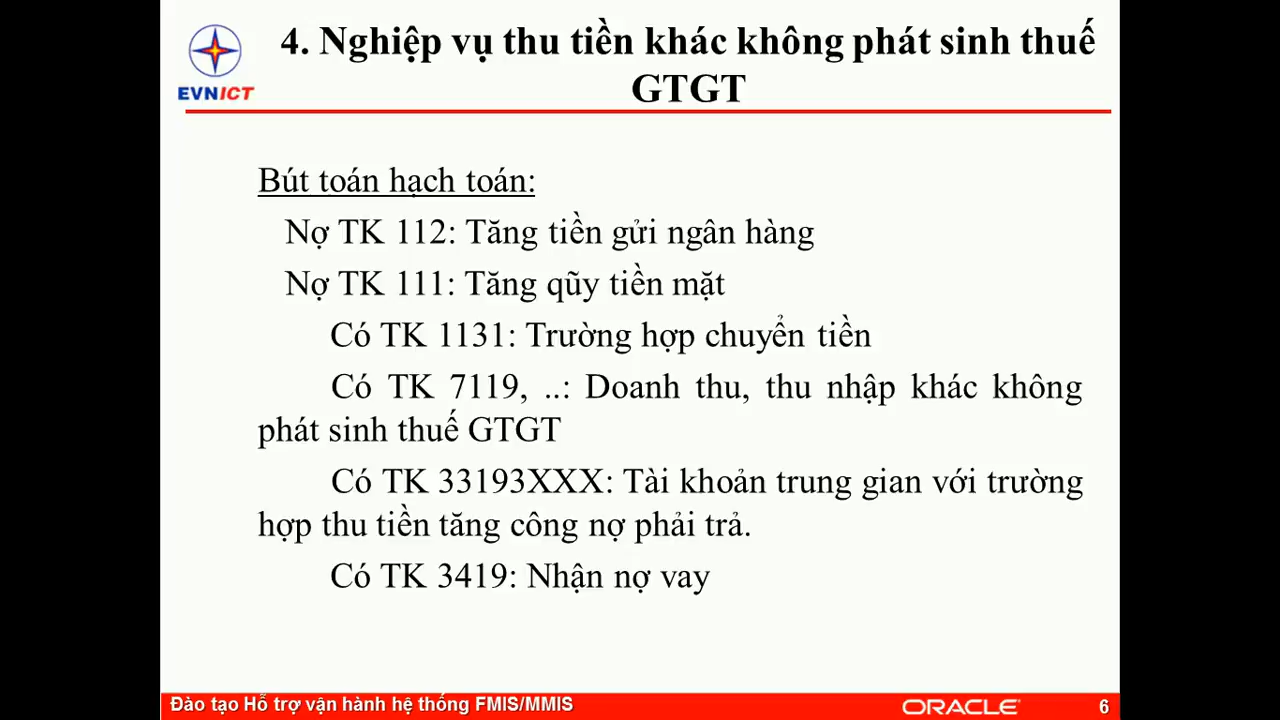 4. Nghiệp vụ thu tiền khác không phát sinh thuế
GTGT
EVNICT
Bút toán hạch toán:
Nợ TK 112: Tăng tiền gửi ngân hàng
Nợ TK 111: Tăng qũy tiền mặt
Có TK 1131: Trường hợp chuyển tiền
Có TK 7119, ..: Doanh thu, thu nhập khác không
phát sinh thuế GTGT
Có TK 33193XXX: Tài khoản trung gian với trường
hợp thu tiền tăng công nợ phải trả.
Có TK 3419: Nhận nợ vay
Đào tạo Hỗ trợ vận hành hệ thống FMIS/MMIS
ORACLE
6